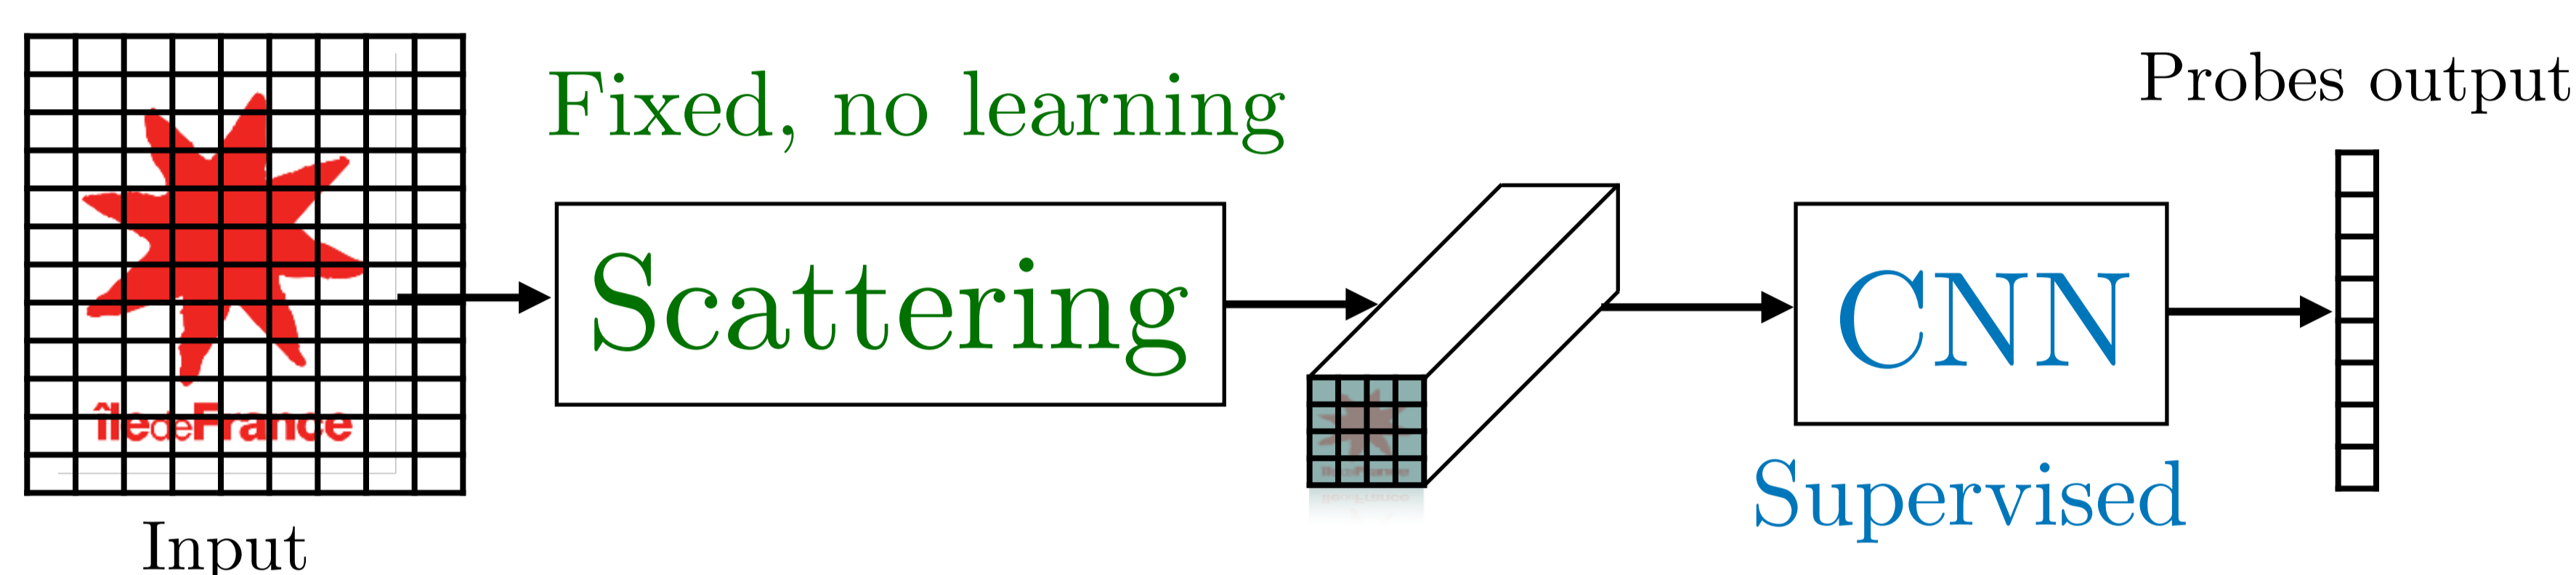 Probes output
Fixed, no learning
Scattering
CNN
îledeFrance
Supervised
Input